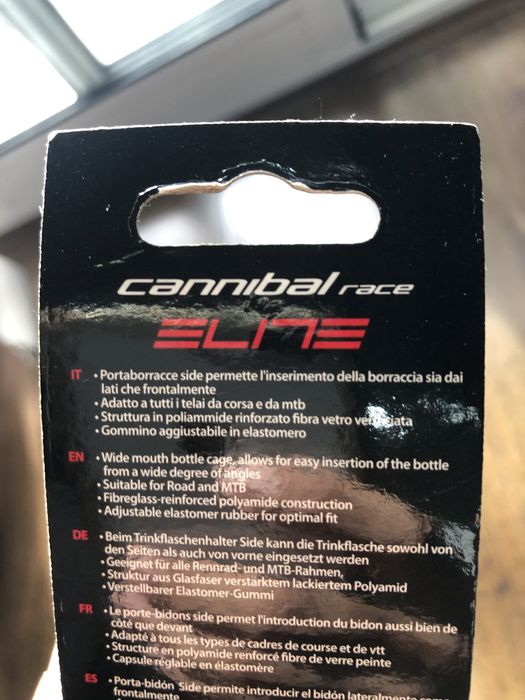 cannibal race
ELITE
IT • Portaborracce side permette l'inserimento della borraccia sia dai
lati che frontalmente
• Adatto a tutti i telai da corsa e da mtb
• Struttura in poliammide rinforzato fibra vetro verniciata
• Gommino aggiustabile in elastomero
EN • Wide mouth bottle cage, allows for easy insertion of the bottle
from a wide degree of angles
• Suitable for Road and MTB
• Fibreglass-reinforced polyamide construction
• Adjustable elastomer rubber for optimal fit
DE • Beim Trinkflaschenhalter Side kann die Trinkflasche sowohl von
den Seiten als auch von vorne eingesetzt werden
• Geeignet für alle Rennrad- und MTB-Rahmen,
• Struktur aus Glasfaser verstärktem lackiertem Polyamid
• Verstellbarer Elastomer-Gummi
FR • Le porte-bidons side permet l'introduction du bidon aussi bien de
côté que devant
• Adapté à tous les types de cadres de course et de vtt
• Structure en polyamide renforcé fibre de verre peinte
• Capsule réglable en élastomère
ES • Porta-bidón Side permite introducir el bidón lateralmente como
frontalmente